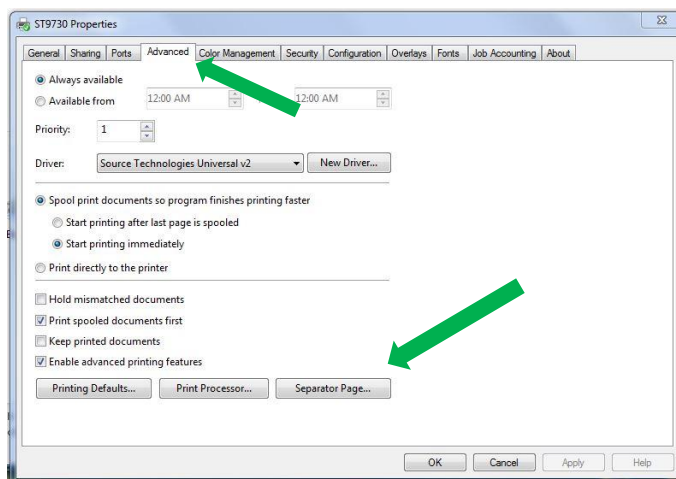 ST9730 Properties
General Sharing Ports Advanced Color Management Security Configuration Overlays Fonts Job Accounting About
Always available
Available from 12:00 AM 12:00 AM
Priority: 1
Driver: Source Technologies Universal v2 New Driver...
Spool print documents so program finishes printing faster
Start printing after last page is spooled
Start printing immediately
Print directly to the printer
Hold mismatched documents
Print spooled documents first
Keep printed documents
Enable advanced printing features
Printing Defaults... Print Processor... Separator Page...
OK Cancel Apply Help